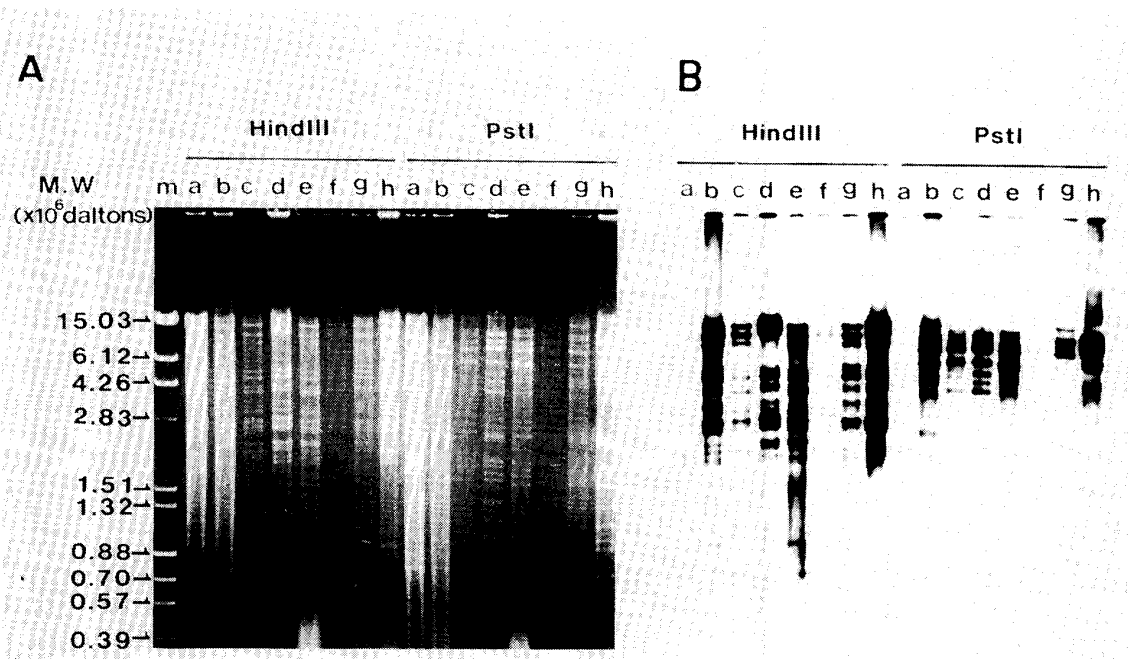 A
B
HindIII PstI
HindIII PstI
M.W m a b c d e f g h a b c d e f g h
a b c d e f g h a b c d e f g h
(x10⁶daltons)
15.03
6.12
4.26
2.83
1.51
1.32
0.88
0.70
0.57
0.39